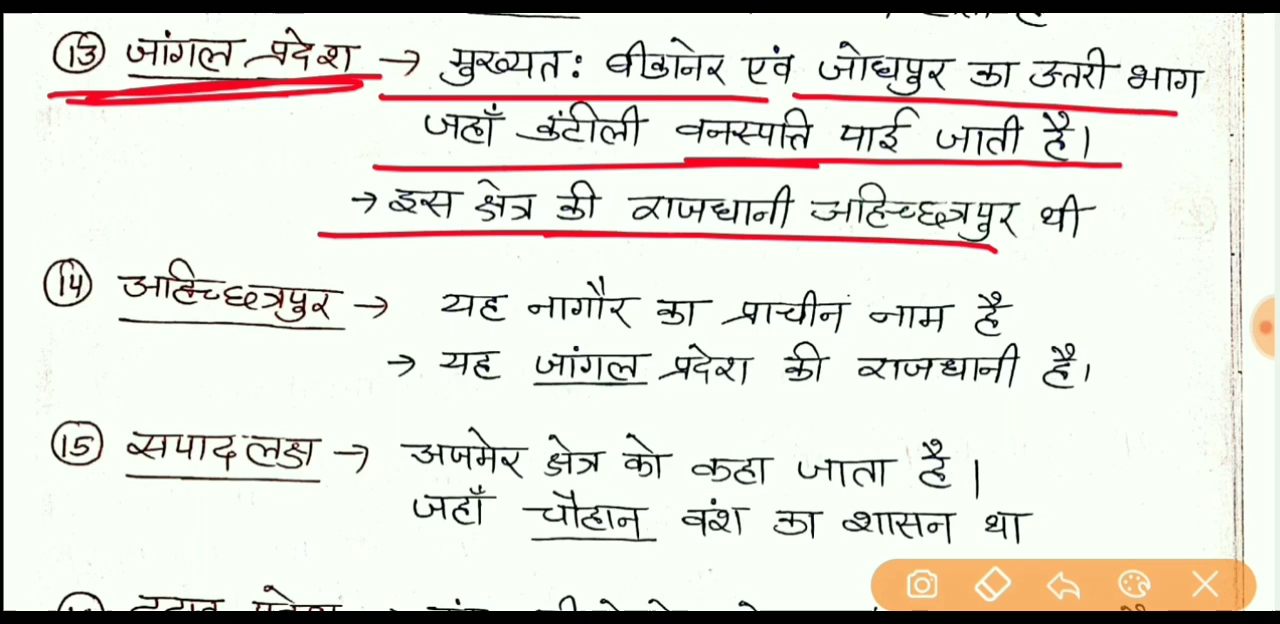 ⑬ जांगल प्रदेश → मुख्यतः बीकानेर एवं जोधपुर का उत्तरी भाग
जहाँ कंटीली वनस्पति पाई जाती है।
→ इस क्षेत्र की राजधानी अहिच्छत्रपुर थी
⑭ अहिच्छत्रपुर → यह नागौर का प्राचीन नाम है
→ यह जांगल प्रदेश की राजधानी है।
⑮ सपादलक्ष → अजमेर क्षेत्र को कहा जाता है।
जहाँ चौहान वंश का शासन था